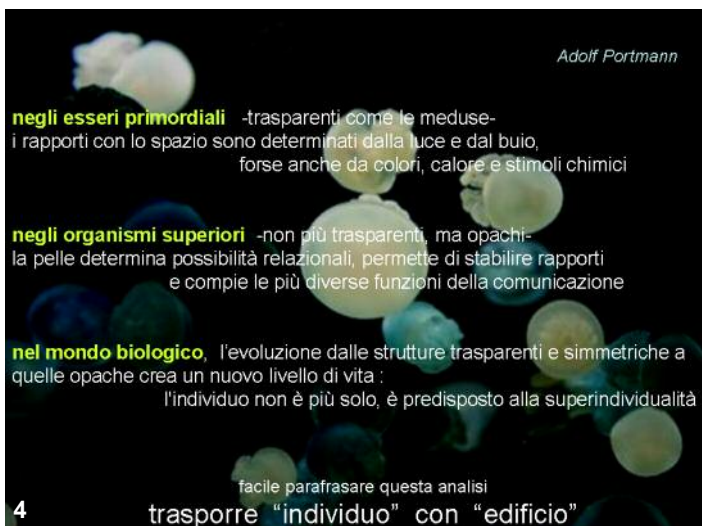 Adolf Portmann
negli esseri primordiali -trasparenti come le meduse-
i rapporti con lo spazio sono determinati dalla luce e dal buio,
forse anche da colori, calore e stimoli chimici
negli organismi superiori -non più trasparenti, ma opachi-
la pelle determina possibilità relazionali, permette di stabilire rapporti
e compie le più diverse funzioni della comunicazione
nel mondo biologico, l'evoluzione dalle strutture trasparenti e simmetriche a
quelle opache crea un nuovo livello di vita :
l'individuo non è più solo, è predisposto alla superindividualità
facile parafrasare questa analisi
4 trasporre “individuo” con “edificio”